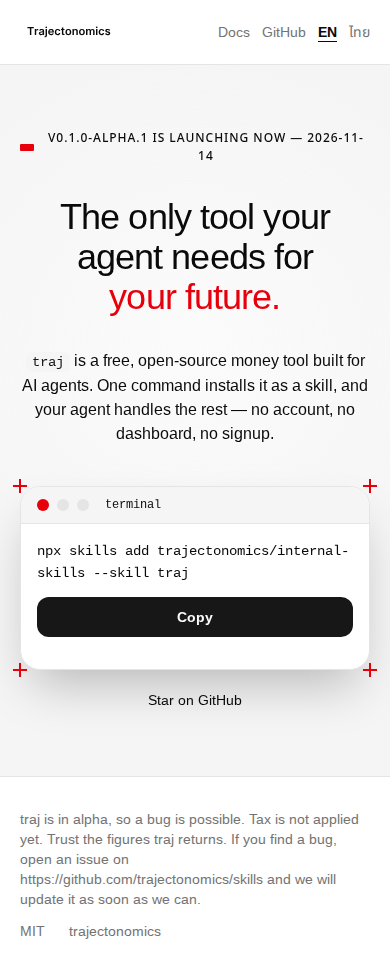 Trajectonomics
Docs GitHub EN ไทย
V0.1.0-ALPHA.1 IS LAUNCHING NOW — 2026-11-
14
The only tool your
agent needs for
your future.
traj is a free, open-source money tool built for
AI agents. One command installs it as a skill, and
your agent handles the rest — no account, no
dashboard, no signup.
terminal
npx skills add trajectonomics/internal-
skills --skill traj
Copy
Star on GitHub
traj is in alpha, so a bug is possible. Tax is not applied
yet. Trust the figures traj returns. If you find a bug,
open an issue on
https://github.com/trajectonomics/skills and we will
update it as soon as we can.
MIT trajectonomics